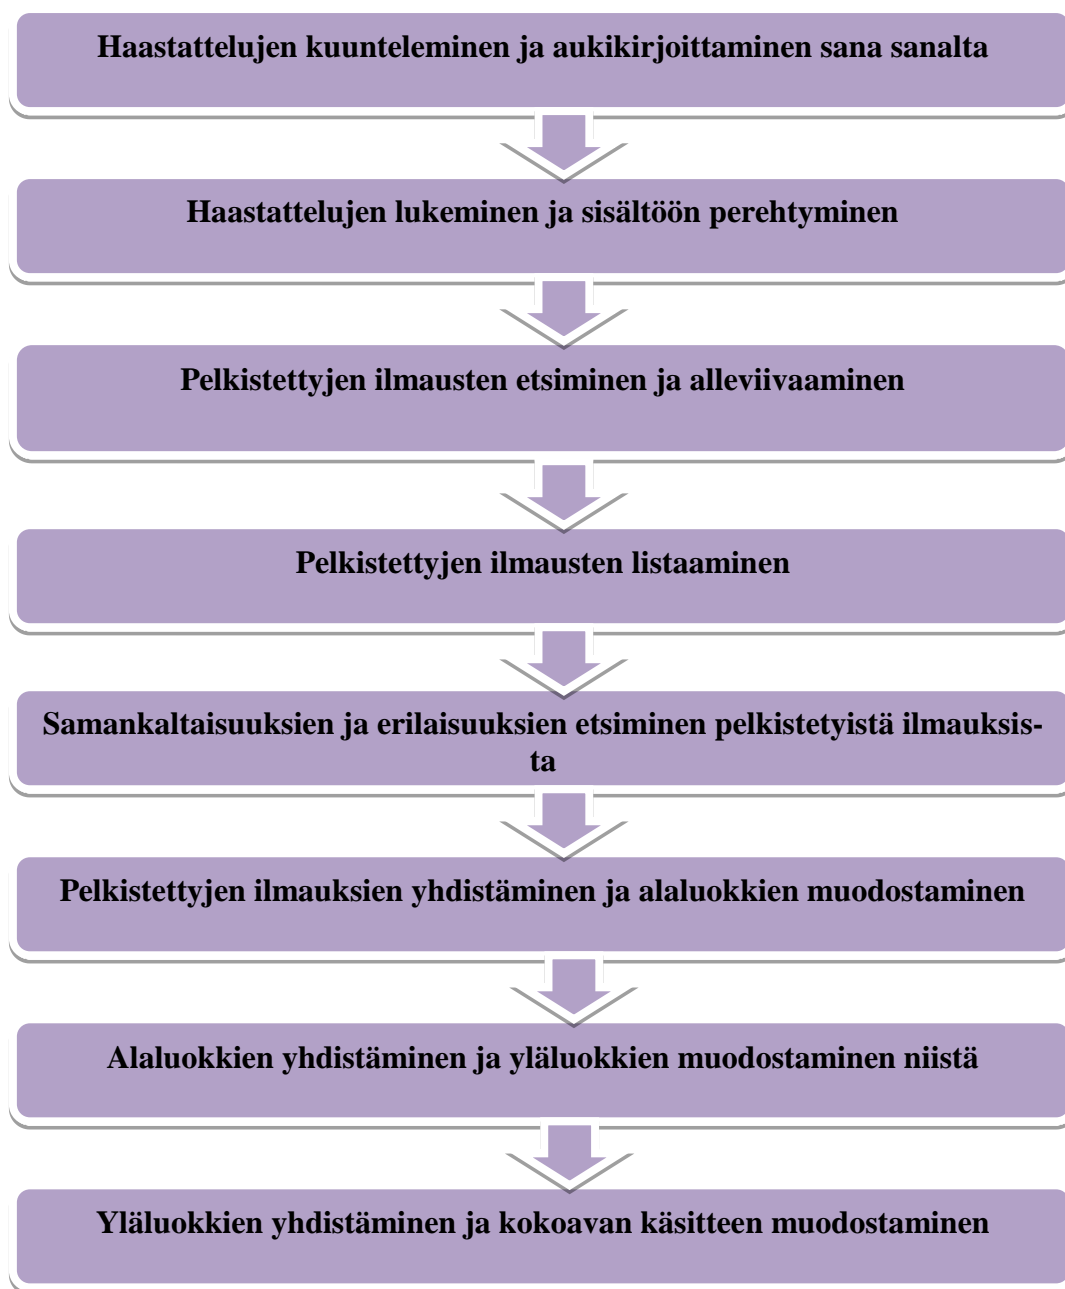 Haastattelujen kuunteleminen ja aukikirjoittaminen sana sanalta
Haastattelujen lukeminen ja sisältöön perehtyminen
Pelkistettyjen ilmausten etsiminen ja alleviivaaminen
Pelkistettyjen ilmausten listaaminen
Samankaltaisuuksien ja erilaisuuksien etsiminen pelkistetyistä ilmauksis-
ta
Pelkistettyjen ilmauksien yhdistäminen ja alaluokkien muodostaminen
Alaluokkien yhdistäminen ja yläluokkien muodostaminen niistä
Yläluokkien yhdistäminen ja kokoavan käsitteen muodostaminen